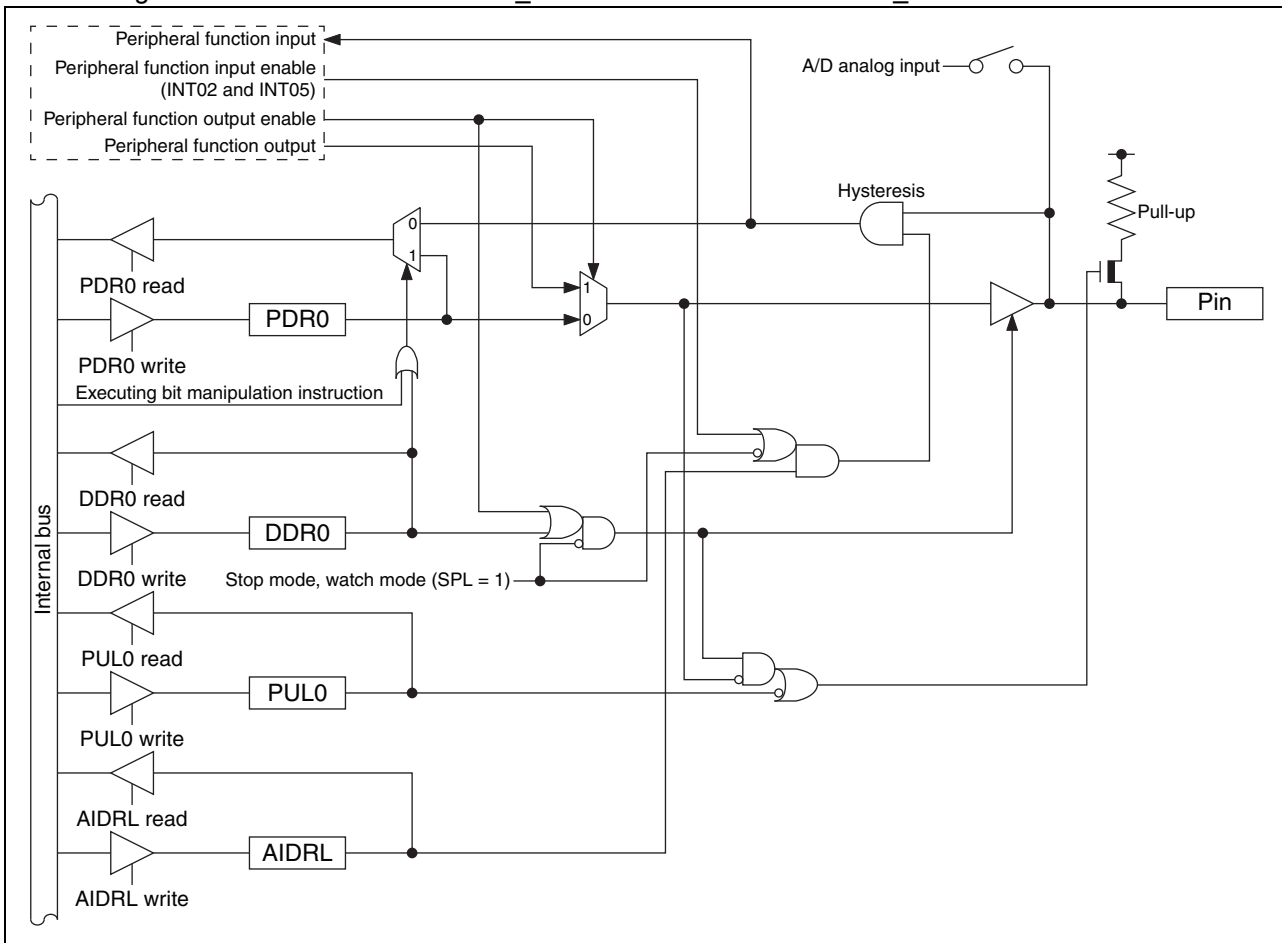 Peripheral function input
Peripheral function input enable
(INT02 and INT05)
Peripheral function output enable
Peripheral function output
A/D analog input
Hysteresis
Pull-up
0
1
PDR0 read
1
PDR0
0
Pin
PDR0 write
Executing bit manipulation instruction
DDR0 read
DDR0
DDR0 write
Stop mode, watch mode (SPL = 1)
Internal bus
PUL0 read
PUL0
PUL0 write
AIDRL read
AIDRL
AIDRL write